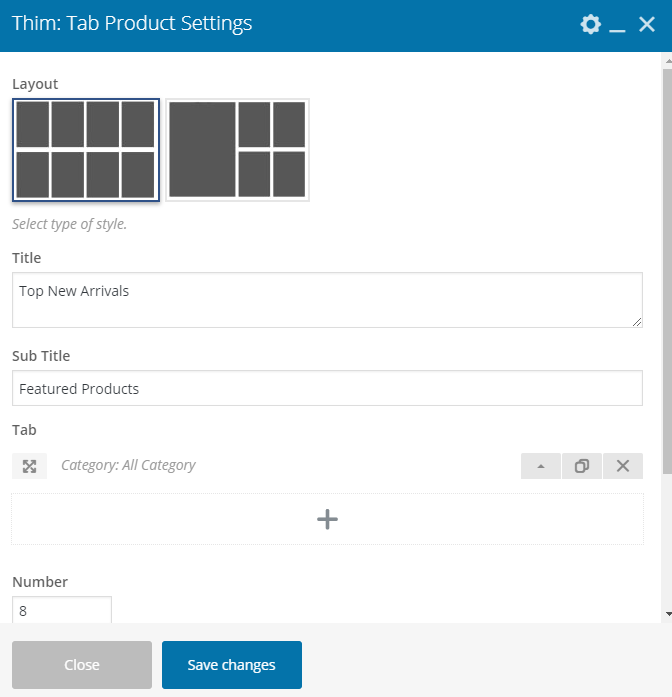 Thim: Tab Product Settings
Layout
Select type of style.
Title
Top New Arrivals
Sub Title
Featured Products
Tab
Category: All Category
Number
8
Close
Save changes